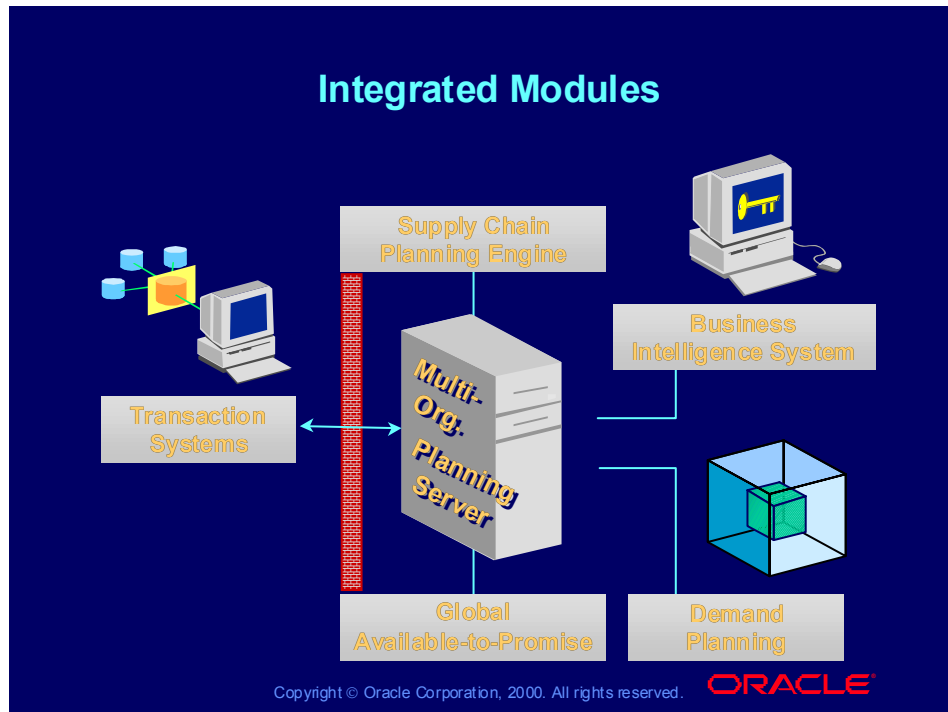 Integrated Modules
Supply Chain
Planning Engine
Business
Intelligence System
Transaction
Systems
Multi-
Org.
Planning
Server
Global
Available-to-Promise
Demand
Planning
Copyright © Oracle Corporation, 2000. All rights reserved.
ORACLE®